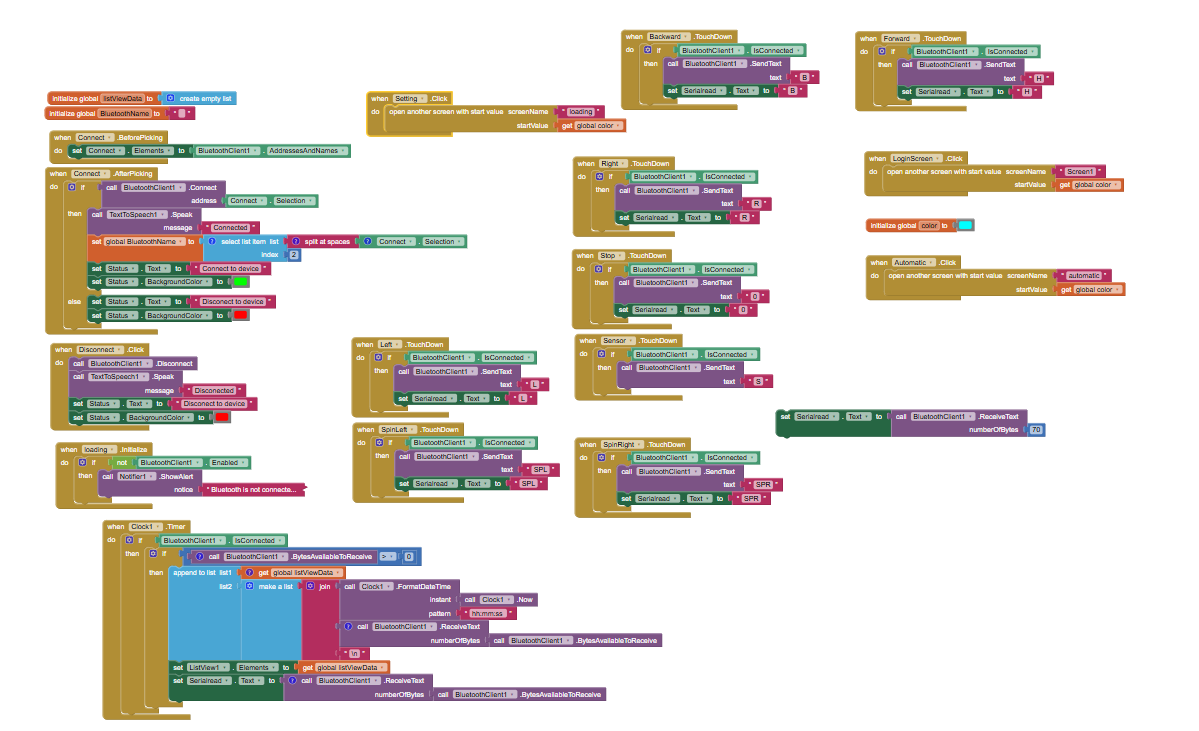 initialize global listViewData to create empty list
initialize global BluetoothName to " "
when Connect .BeforePicking
do set Connect . Elements to BluetoothClient1 . AddressesAndNames
when Connect .AfterPicking
do if call BluetoothClient1 .Connect
address Connect . Selection
then call TextToSpeech1 .Speak
message " Connected "
set global BluetoothName to select list item list split at spaces Connect . Selection
index 2
set Status . Text to " Connect to device "
set Status . BackgroundColor to
else set Status . Text to " Disconect to device "
set Status . BackgroundColor to
when Disconnect .Click
do call BluetoothClient1 .Disconnect
call TextToSpeech1 .Speak
message " Disconected "
set Status . Text to " Disconect to device "
set Status . BackgroundColor to
when loading .Initialize
do if not BluetoothClient1 . Enabled
then call Notifier1 .ShowAlert
notice " Bluetooth is not connecte...
when Setting .Click
do open another screen with start value screenName " loading "
startValue get global color
when Left .TouchDown
do if BluetoothClient1 . IsConnected
then call BluetoothClient1 .SendText
text " L "
set Serialread . Text to " L "
when SpinLeft .TouchDown
do if BluetoothClient1 . IsConnected
then call BluetoothClient1 .SendText
text " SPL "
set Serialread . Text to " SPL "
when Backward .TouchDown
do if BluetoothClient1 . IsConnected
then call BluetoothClient1 .SendText
text " B "
set Serialread . Text to " B "
when Right .TouchDown
do if BluetoothClient1 . IsConnected
then call BluetoothClient1 .SendText
text " R "
set Serialread . Text to " R "
when Stop .TouchDown
do if BluetoothClient1 . IsConnected
then call BluetoothClient1 .SendText
text " 0 "
set Serialread . Text to " 0 "
when Sensor .TouchDown
do if BluetoothClient1 . IsConnected
then call BluetoothClient1 .SendText
text " S "
when SpinRight .TouchDown
do if BluetoothClient1 . IsConnected
then call BluetoothClient1 .SendText
text " SPR "
set Serialread . Text to " SPR "
when Forward .TouchDown
do if BluetoothClient1 . IsConnected
then call BluetoothClient1 .SendText
text " H "
set Serialread . Text to " H "
when LoginScreen .Click
do open another screen with start value screenName " Screen1 "
startValue get global color
initialize global color to
when Automatic .Click
do open another screen with start value screenName " automatic "
startValue get global color
set Serialread . Text to call BluetoothClient1 .ReceiveText
numberOfBytes 70
when Clock1 .Timer
do if BluetoothClient1 . IsConnected
then if call BluetoothClient1 .BytesAvailableToReceive > 0
then append to list list1 get global listViewData
list2 make a list join call Clock1 .FormatDateTime
instant call Clock1 .Now
pattern " hh:mm:ss "
call BluetoothClient1 .ReceiveText
numberOfBytes call BluetoothClient1 .BytesAvailableToReceive
" \n "
set ListView1 . Elements to get global listViewData
set Serialread . Text to call BluetoothClient1 .ReceiveText
numberOfBytes call BluetoothClient1 .BytesAvailableToReceive